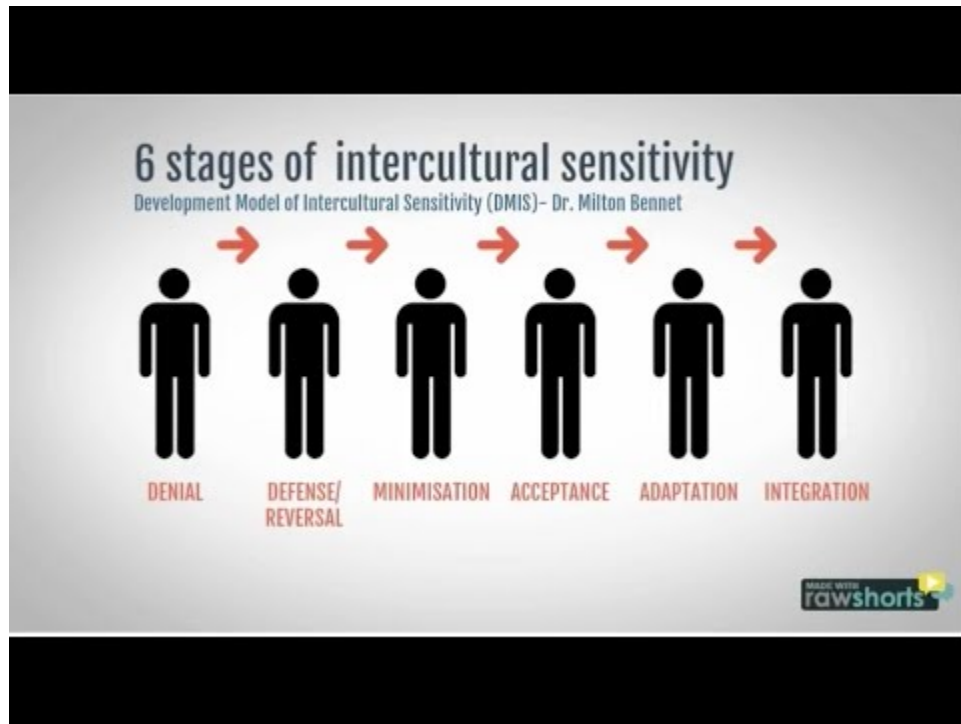 6 stages of intercultural sensitivity
Development Model of Intercultural Sensitivity (DMIS)- Dr. Milton Bennet
DENIAL
DEFENSE/
REVERSAL
MINIMISATION
ACCEPTANCE
ADAPTATION
INTEGRATION
MADE WITH
rawshorts